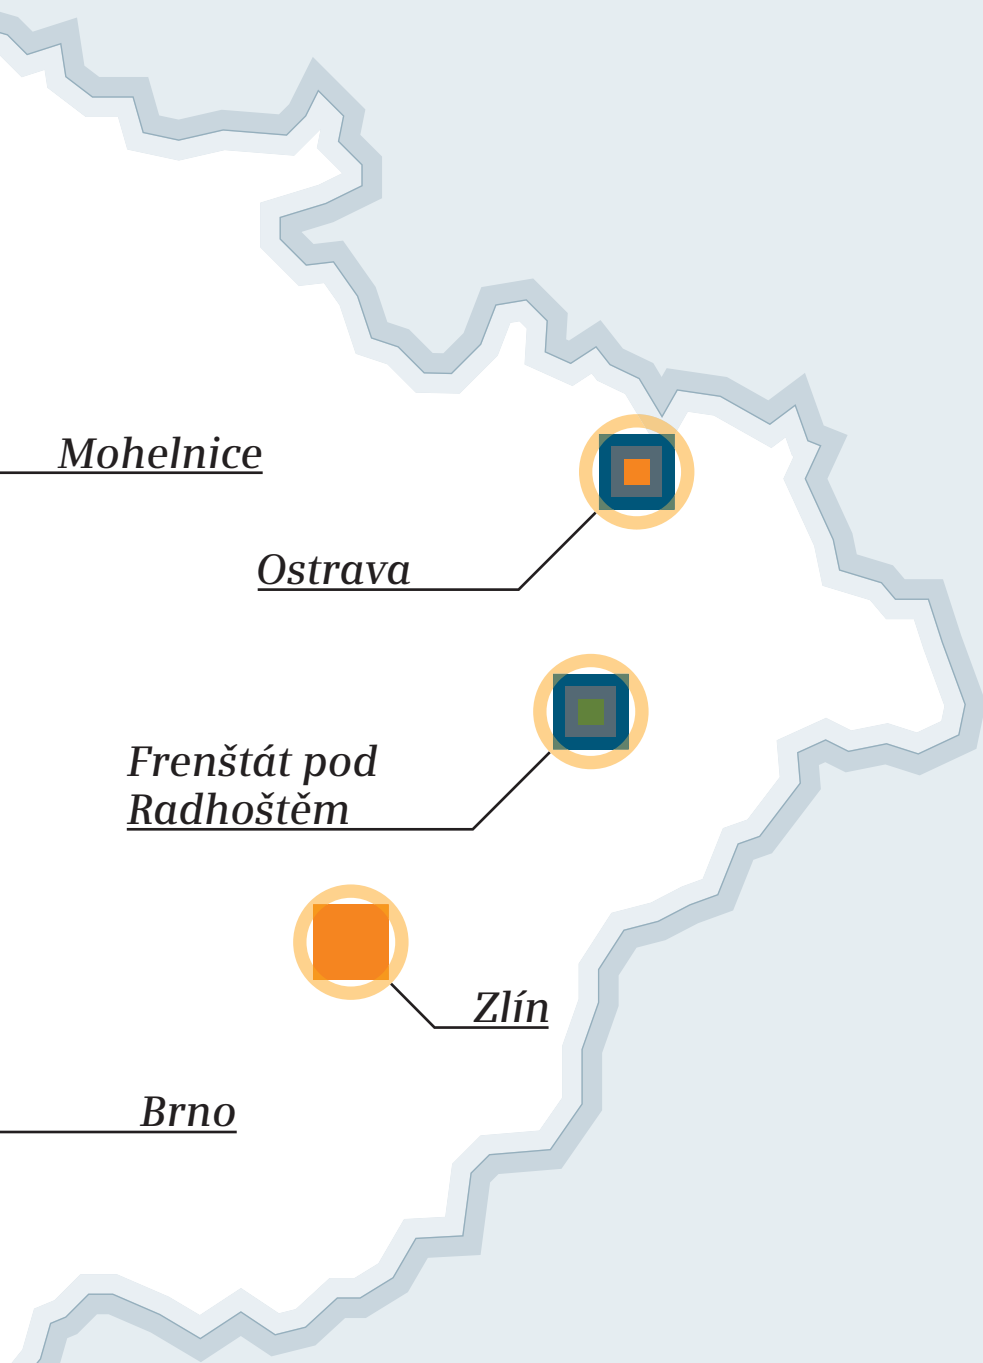 Mohelnice
Ostrava
Frenštát pod
Radhoštěm
Zlín
Brno